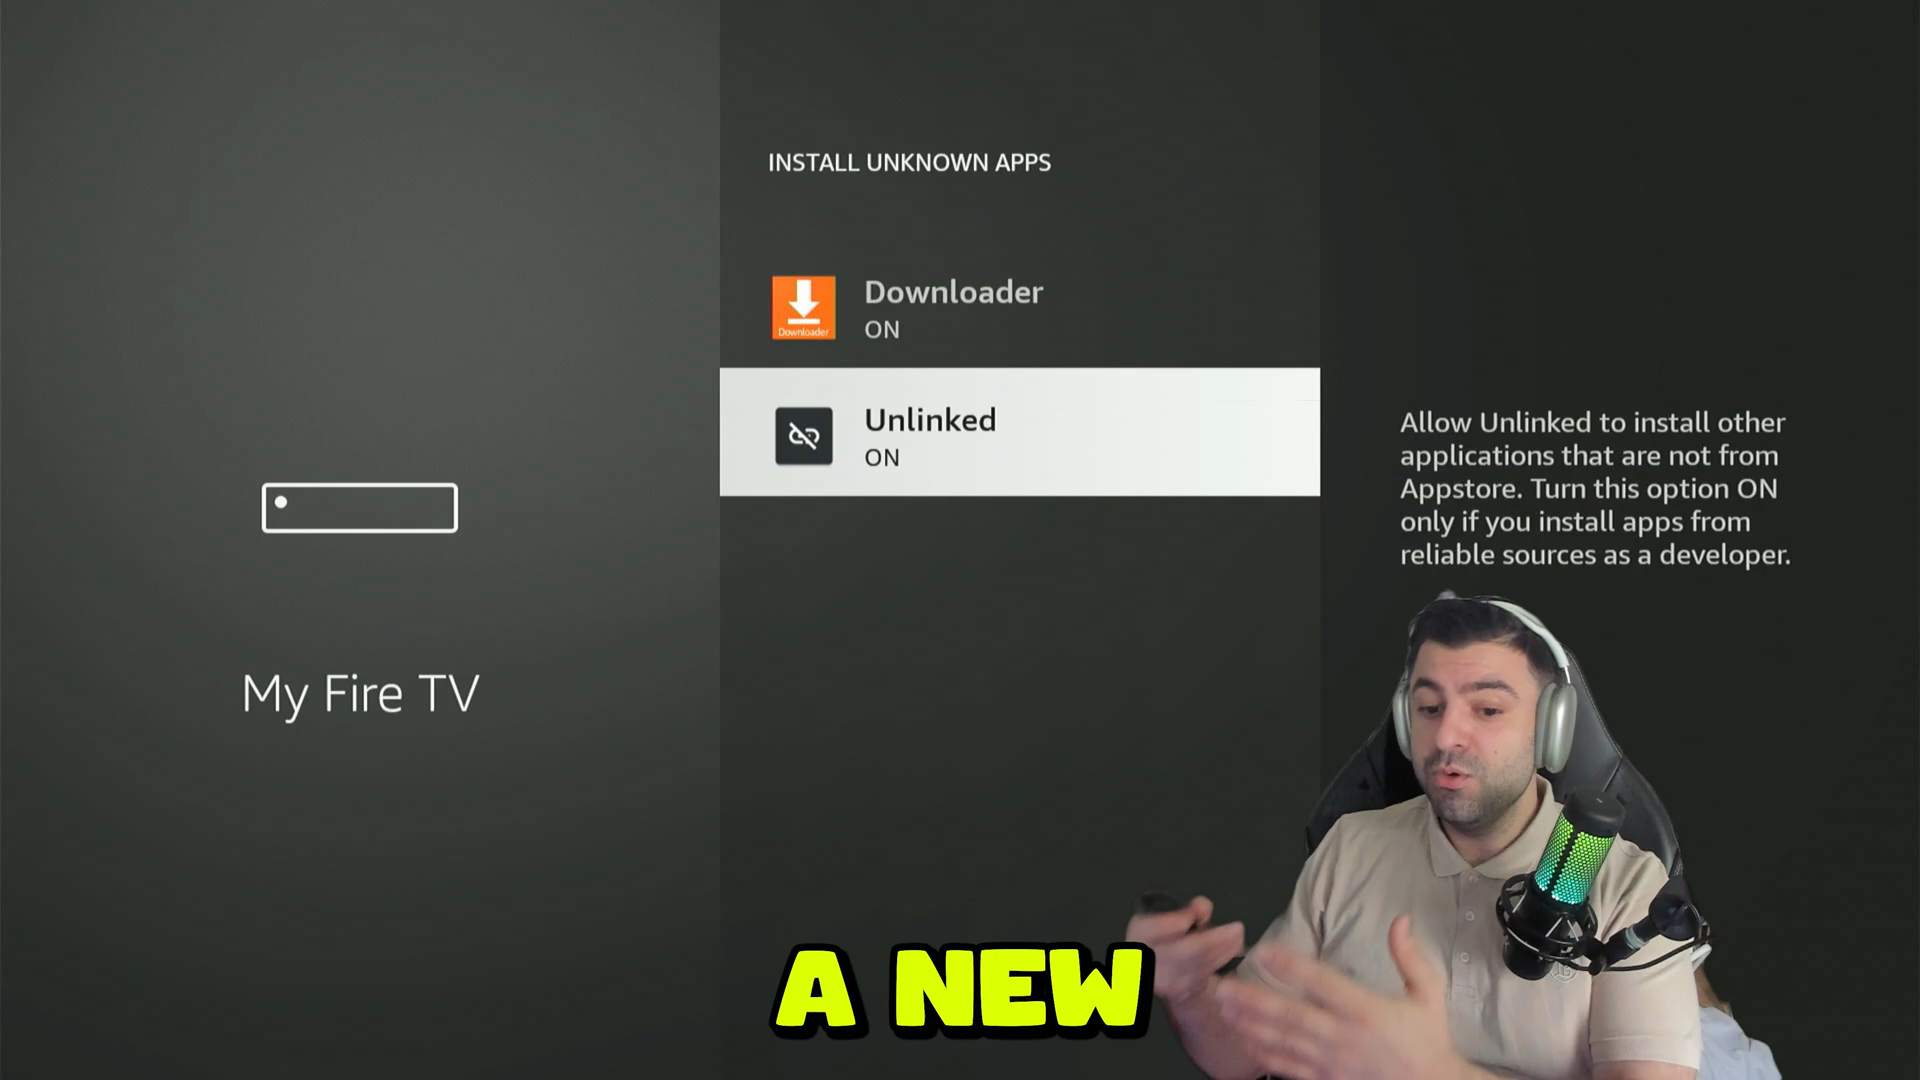 INSTALL UNKNOWN APPS
Downloader
Downloader
ON
Unlinked
ON
Allow Unlinked to install other
applications that are not from
Appstore. Turn this option ON
only if you install apps from
reliable sources as a developer.
My Fire TV
A NEW